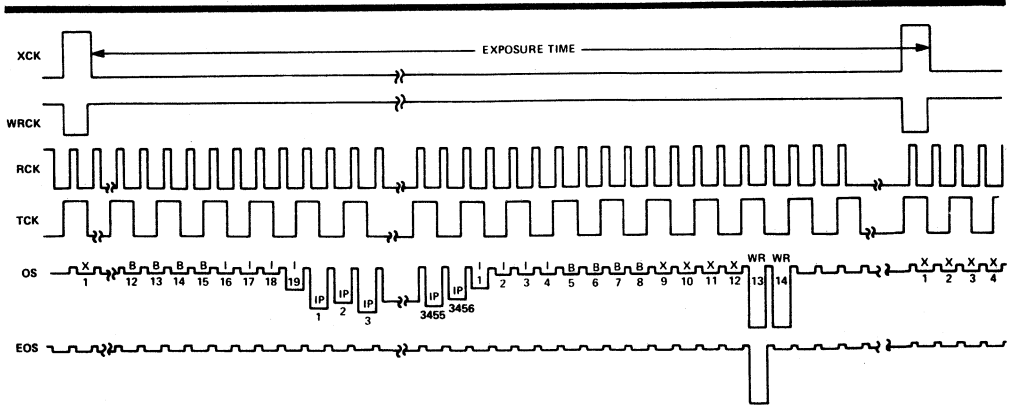 XCK
EXPOSURE TIME
WRCK
RCK
TCK
OS
X B B B B I I I I IP IP IP IP IP I I I I B B B B X X X X WR WR X X X X
1 12 13 14 15 16 17 18 19 1 2 3 3455 3456 1 2 3 4 5 6 7 8 9 10 11 12 13 14 1 2 3 4
EOS